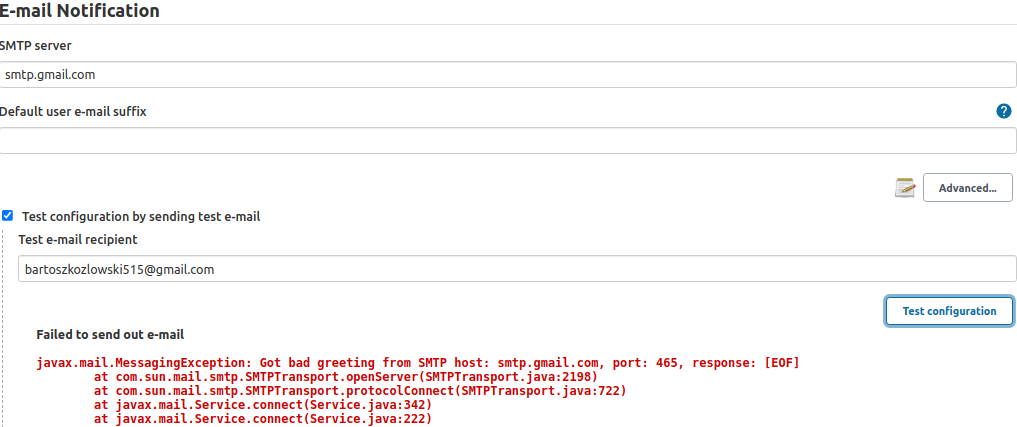 E-mail Notification
SMTP server
smtp.gmail.com
Default user e-mail suffix
?
Advanced...
Test configuration by sending test e-mail
Test e-mail recipient
bartoszkozlowski515@gmail.com
Test configuration
Failed to send out e-mail
javax.mail.MessagingException: Got bad greeting from SMTP host: smtp.gmail.com, port: 465, response: [EOF]
at com.sun.mail.smtp.SMTPTransport.openServer(SMTPTransport.java:2198)
at com.sun.mail.smtp.SMTPTransport.protocolConnect(SMTPTransport.java:722)
at javax.mail.Service.connect(Service.java:342)
at javax.mail.Service.connect(Service.java:222)